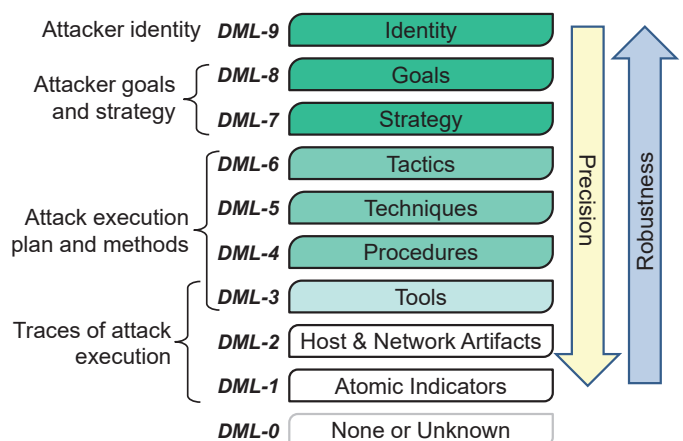 Attacker identity DML-9 Identity
Attacker goals and strategy DML-8 Goals
DML-7 Strategy
Attack execution plan and methods DML-6 Tactics
DML-5 Techniques
DML-4 Procedures
Traces of attack execution DML-3 Tools
DML-2 Host & Network Artifacts
DML-1 Atomic Indicators
DML-0 None or Unknown
Precision
Robustness